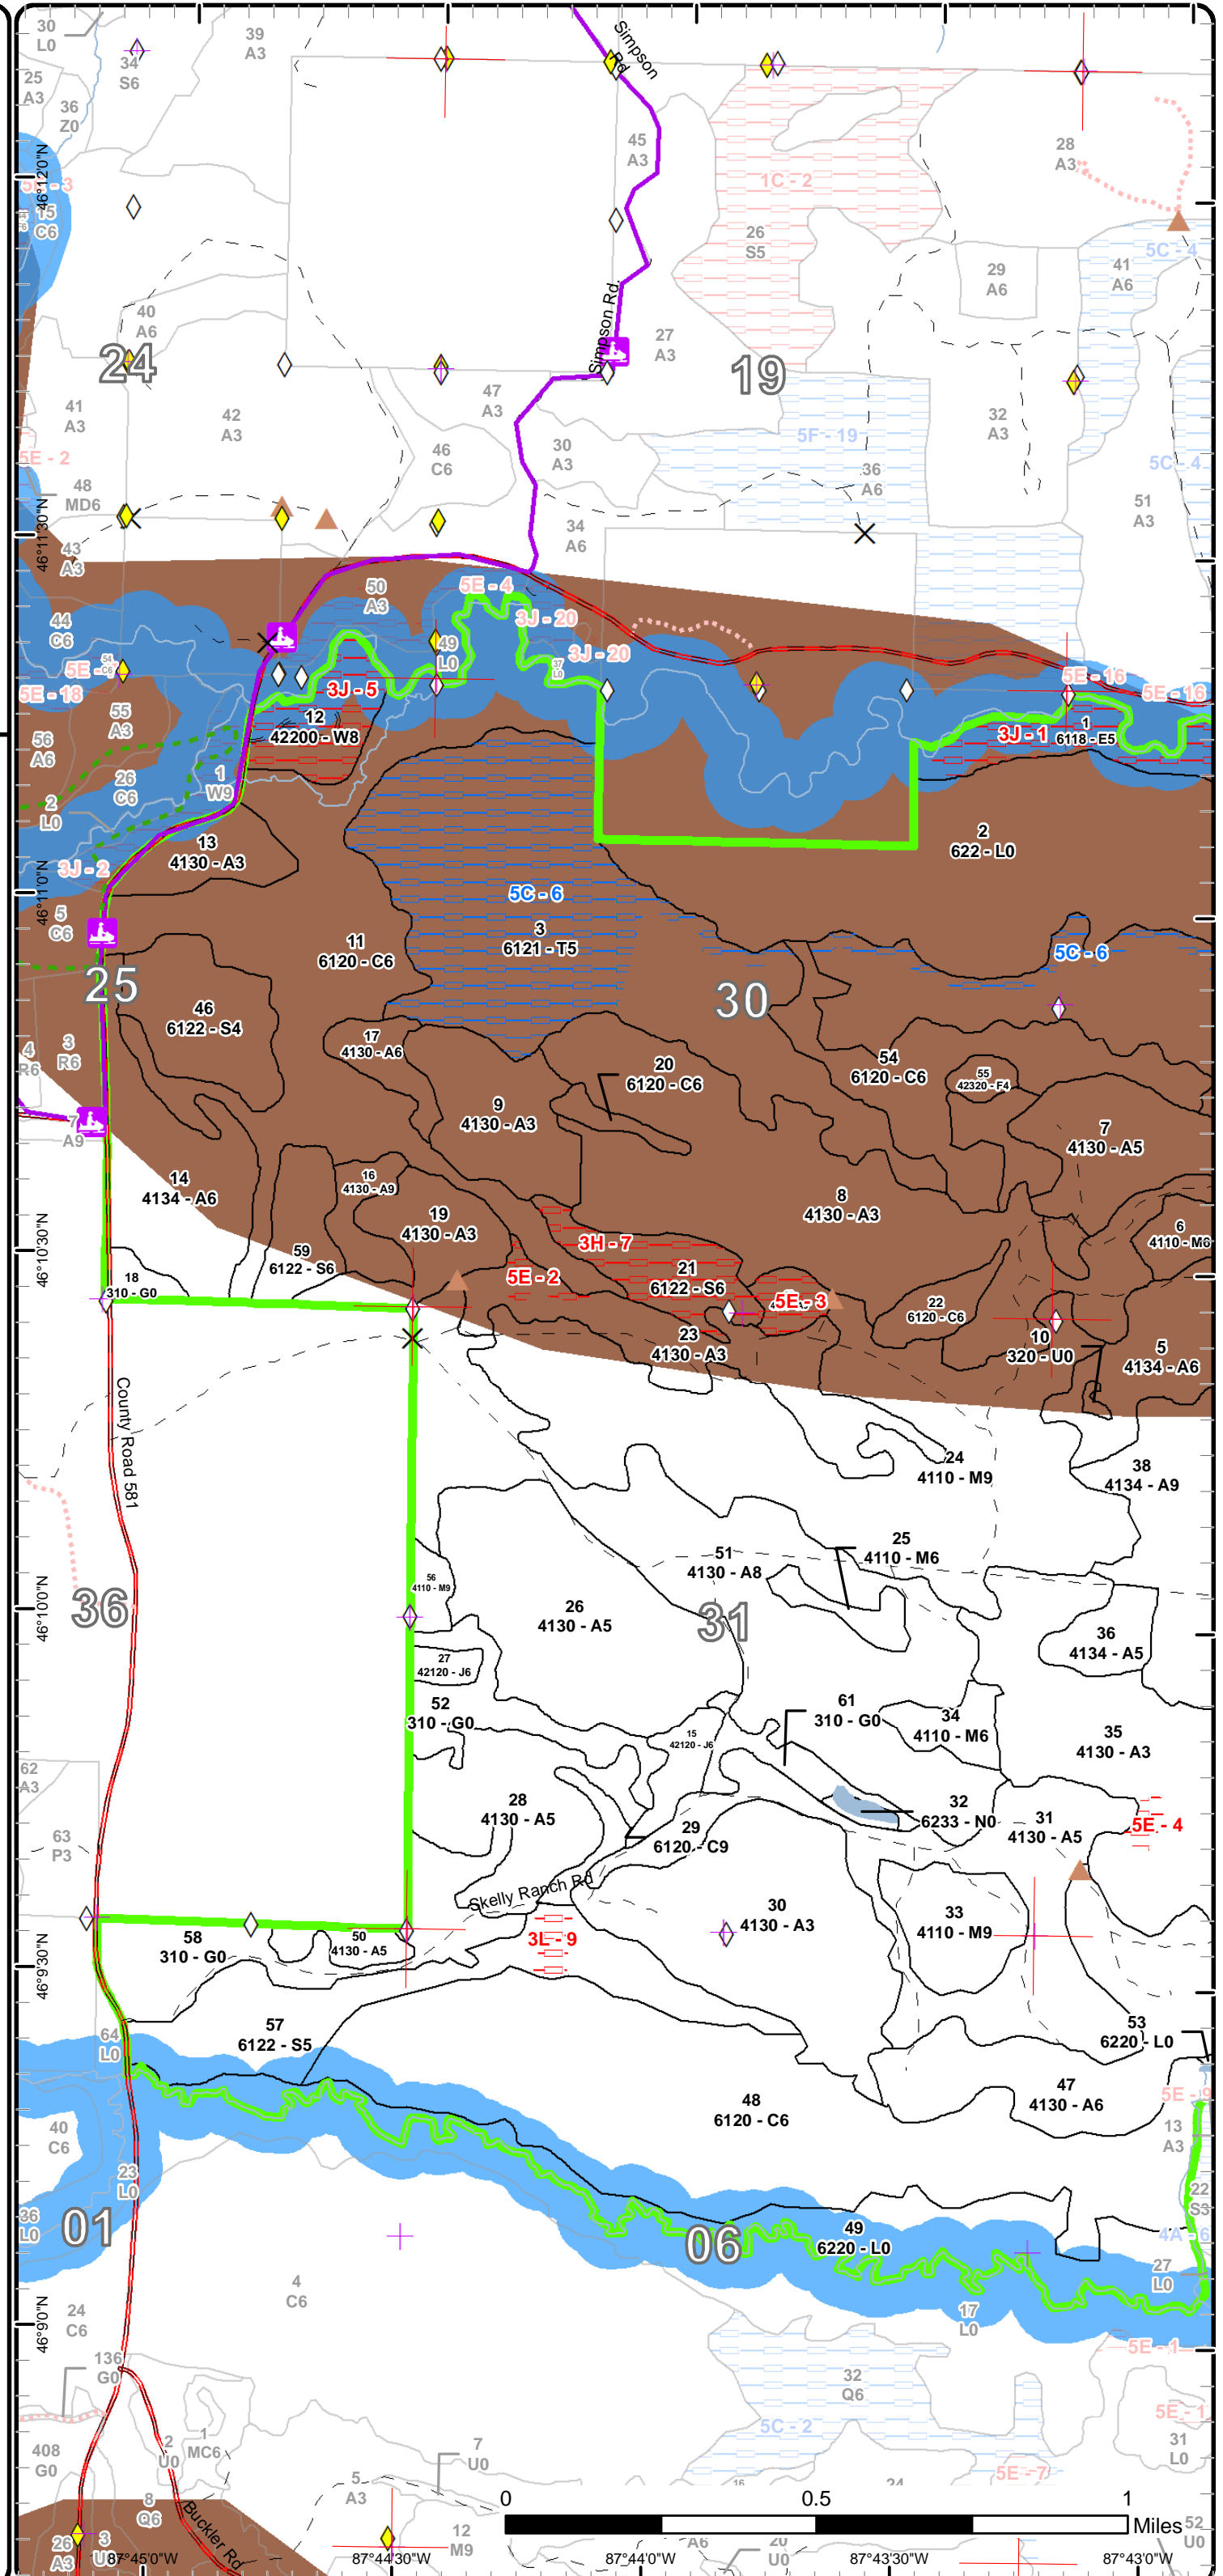 30
L0
39
A3
34
S6
Simpson
Rd
25
A3
36
Z0
45
A3
28
A3
46°12'0"N
5E - 3
15
C6
1C - 2
26
S5
5C - 4
41
A6
29
A6
40
A6
Simpson Rd.
27
A3
24
19
41
A3
42
A3
47
A3
32
A3
5F - 19
46
C6
30
A3
5E - 2
5C - 4
36
A6
48
MD6
51
A3
34
A6
46°11'30"N
43
A3
50
A3
5E - 4
3J - 20
44
C6
49
L0
3J - 20
37
L0
54
C6
5E -
5E - 16
5E - 18
3J - 5
5E - 16
55
A3
12
42200 - W8
3J - 1
1
6118 - E5
56
A6
26
C6
1
W9
2
L0
2
622 - L0
13
4130 - A3
3J - 2
46°11'0"N
5C - 6
5
C6
3
6121 - T5
11
6120 - C6
5C - 6
25
30
46
6122 - S4
17
4130 - A6
3
R6
4
R6
20
6120 - C6
54
6120 - C6
55
42320 - F4
9
4130 - A3
7
A9
7
4130 - A5
14
4134 - A6
16
4130 - A9
8
4130 - A3
19
4130 - A3
6
4110 - M6
46°10'30"N
3H - 7
59
6122 - S6
5E - 2
21
6122 - S6
18
310 - G0
5E - 3
22
6120 - C6
23
4130 - A3
10
320 - U0
5
4134 - A6
County Road 581
24
4110 - M9
38
4134 - A9
25
4110 - M6
51
4130 - A8
56
4110 - M9
46°10'0"N
36
26
4130 - A5
31
36
4134 - A5
27
42120 - J6
52
310 - G0
61
310 - G0
34
4110 - M6
15
42120 - J6
35
4130 - A3
62
A3
28
4130 - A5
32
6233 - N0
31
4130 - A5
5E - 4
29
6120 - C9
63
P3
Skelly Ranch Rd
30
4130 - A3
33
4110 - M9
58
310 - G0
50
4130 - A5
3L - 9
46°9'30"N
57
6122 - S5
64
L0
53
6220 - L0
47
4130 - A6
5E - 9
48
6120 - C6
40
C6
13
A3
23
L0
22
S3
36
L0
01
06
49
6220 - L0
4A - 6
27
L0
4
C6
17
L0
24
C6
46°9'0"N
5E - 1
136
G0
32
Q6
5E - 1
5C - 2
1
MC6
2
U0
31
L0
408
G0
7
U0
5E - 7
5
A3
16
24
8
Q6
0
0.5
1
Miles
Buckler Rd
12
M9
52
U0
26
A3
3
U0
A6
20
U0
87°45'0"W
87°44'30"W
87°44'0"W
87°43'30"W
87°43'0"W